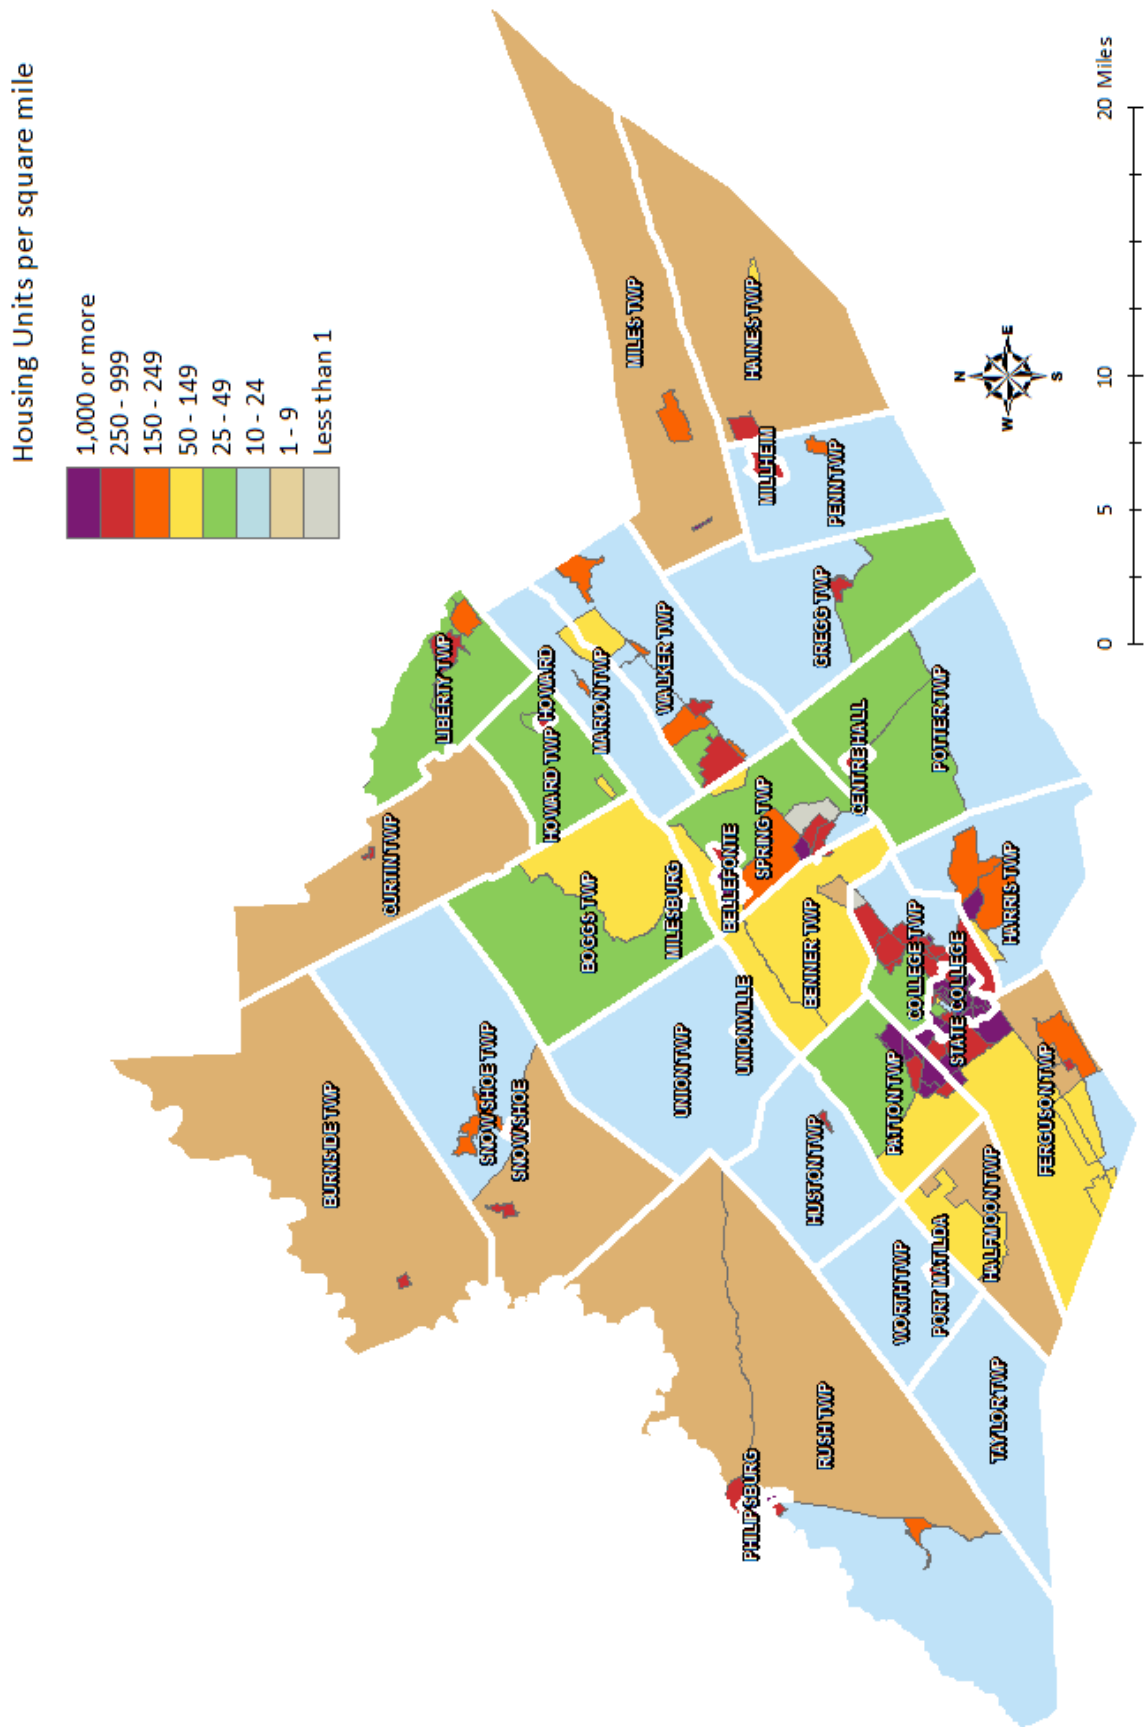 Housing Units per square mile
1,000 or more
250 - 999
150 - 249
50 - 149
25 - 49
10 - 24
1 - 9
Less than 1
BURNSIDE TWP
CURTIN TWP
LIBERTY TWP
SNOW SHOE TWP
SNOW SHOE
BOGGS TWP
HOWARD TWP
HOWARD
MARION TWP
MILES TWP
WALKER TWP
UNION TWP
MILESBURG
UNIONVILLE
BELLEFONTE
SPRING TWP
MILLHEIM
HAINES TWP
PHILIPSBURG
RUSH TWP
HUSTON TWP
BENNER TWP
CENTRE HALL
GREGG TWP
PENN TWP
WORTH TWP
PORT MATILDA
PATTON TWP
COLLEGE TWP
STATE COLLEGE
POTTER TWP
TAYLOR TWP
HALFMOON TWP
FERGUSON TWP
HARRIS TWP
N
W
E
S
0
5
10
20 Miles